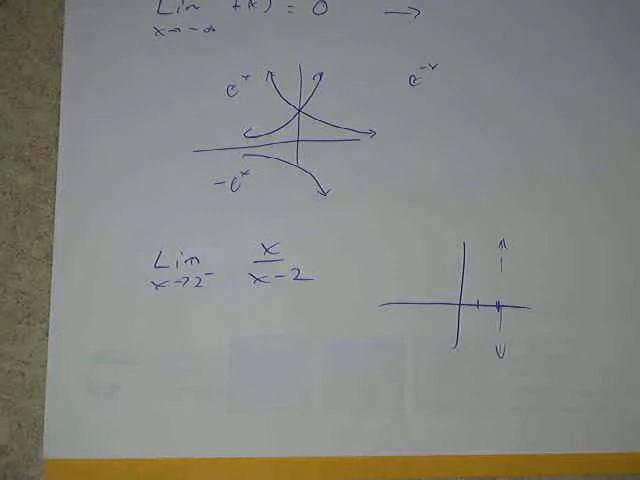 Lim f(x) = 0 →
x→-∞
e^x e^-x
-e^x
Lim x/(x-2)
x→2^-